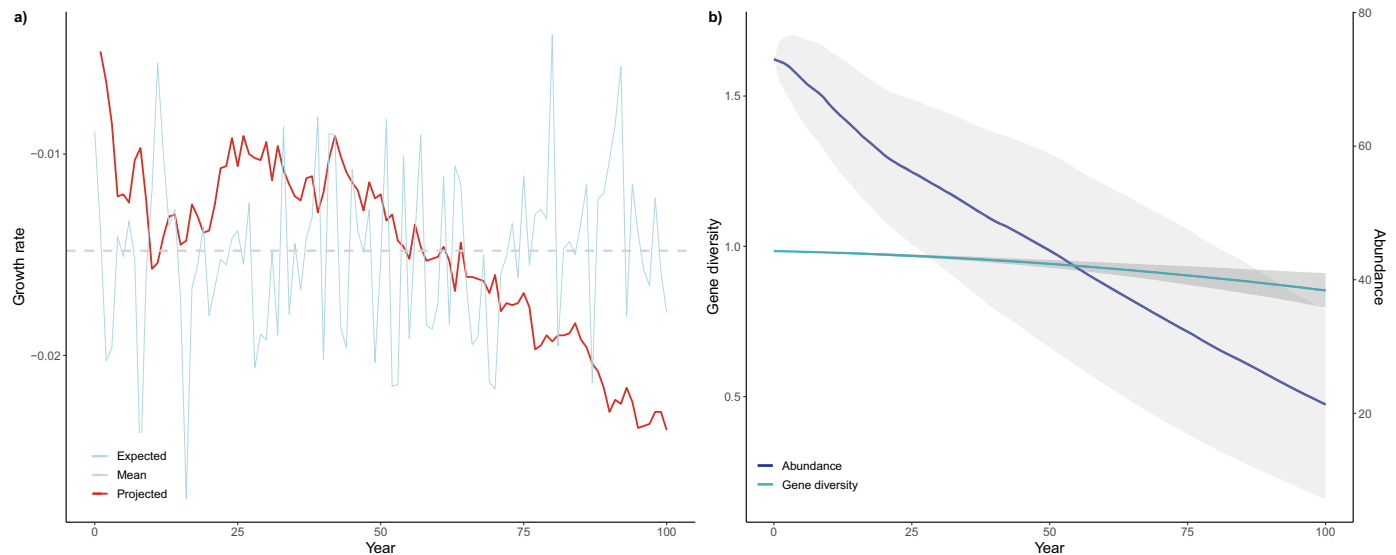 a)
Growth rate
−0.01
−0.02
Expected
Mean
Projected
0
25
50
75
100
Year
b)
Gene diversity
1.5
1.0
0.5
80
60
40
20
Abundance
Abundance
Gene diversity
0
25
50
75
100
Year